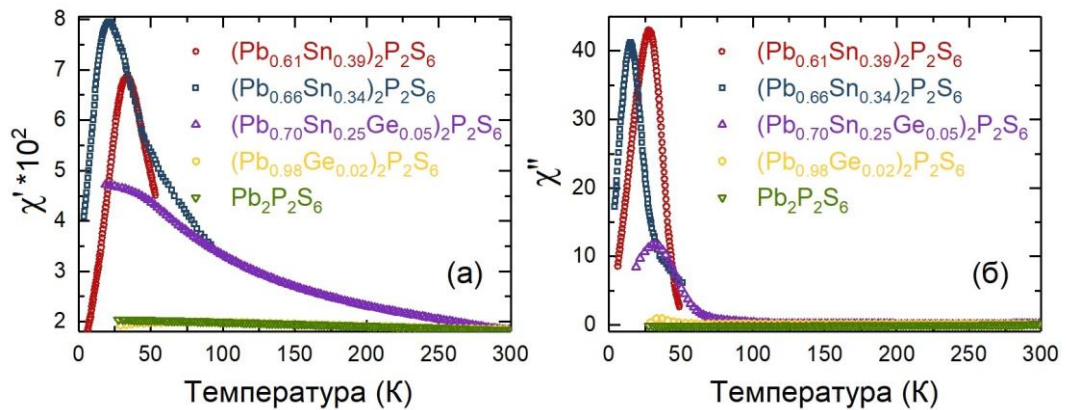 8
7
6
5
4
3
2
χ' *10²
(Pb₀.₆₁Sn₀.₃₉)₂P₂S₆
(Pb₀.₆₆Sn₀.₃₄)₂P₂S₆
(Pb₀.₇₀Sn₀.₂₅Ge₀.₀₅)₂P₂S₆
(Pb₀.₉₈Ge₀.₀₂)₂P₂S₆
Pb₂P₂S₆
(а)
0 50 100 150 200 250 300
Температура (К)
40
30
20
10
0
χ''
(Pb₀.₆₁Sn₀.₃₉)₂P₂S₆
(Pb₀.₆₆Sn₀.₃₄)₂P₂S₆
(Pb₀.₇₀Sn₀.₂₅Ge₀.₀₅)₂P₂S₆
(Pb₀.₉₈Ge₀.₀₂)₂P₂S₆
Pb₂P₂S₆
(б)
0 50 100 150 200 250 300
Температура (К)